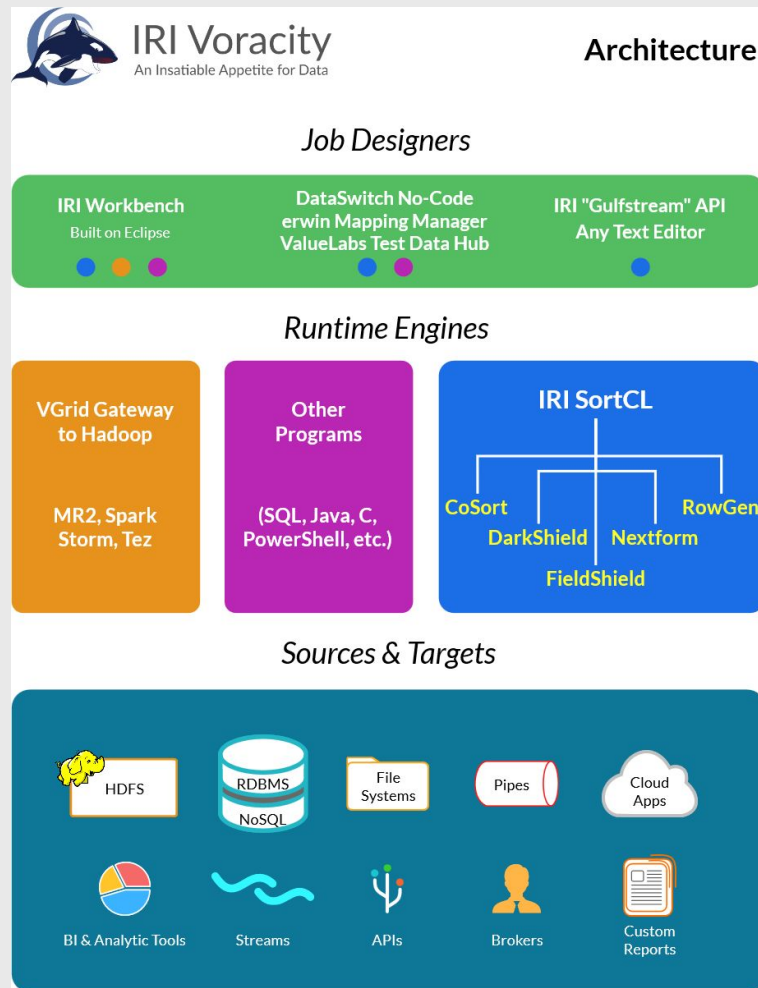 IRI Voracity
An Insatiable Appetite for Data
Architecture
Job Designers
IRI Workbench
Built on Eclipse
DataSwitch No-Code
erwin Mapping Manager
ValueLabs Test Data Hub
IRI "Gulfstream" API
Any Text Editor
Runtime Engines
VGrid Gateway
to Hadoop
MR2, Spark
Storm, Tez
Other
Programs
(SQL, Java, C,
PowerShell, etc.)
IRI SortCL
CoSort
RowGen
DarkShield
Nextform
FieldShield
Sources & Targets
HDFS
RDBMS
NoSQL
File
Systems
Pipes
Cloud
Apps
BI & Analytic Tools
Streams
APIs
Brokers
Custom
Reports